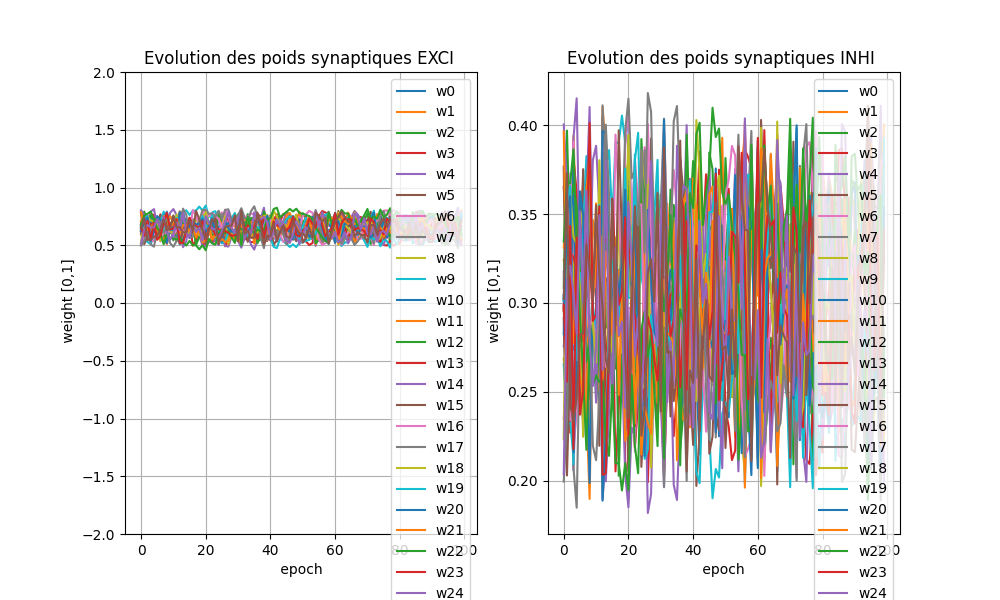 Evolution des poids synaptiques EXCI
weight [0,1]
2.0
1.5
1.0
0.5
0.0
−0.5
−1.0
−1.5
−2.0
0 20 40 60 80 100
epoch
w0
w1
w2
w3
w4
w5
w6
w7
w8
w9
w10
w11
w12
w13
w14
w15
w16
w17
w18
w19
w20
w21
w22
w23
w24
Evolution des poids synaptiques INHI
weight [0,1]
0.40
0.35
0.30
0.25
0.20
0 20 40 60 80 100
epoch
w0
w1
w2
w3
w4
w5
w6
w7
w8
w9
w10
w11
w12
w13
w14
w15
w16
w17
w18
w19
w20
w21
w22
w23
w24